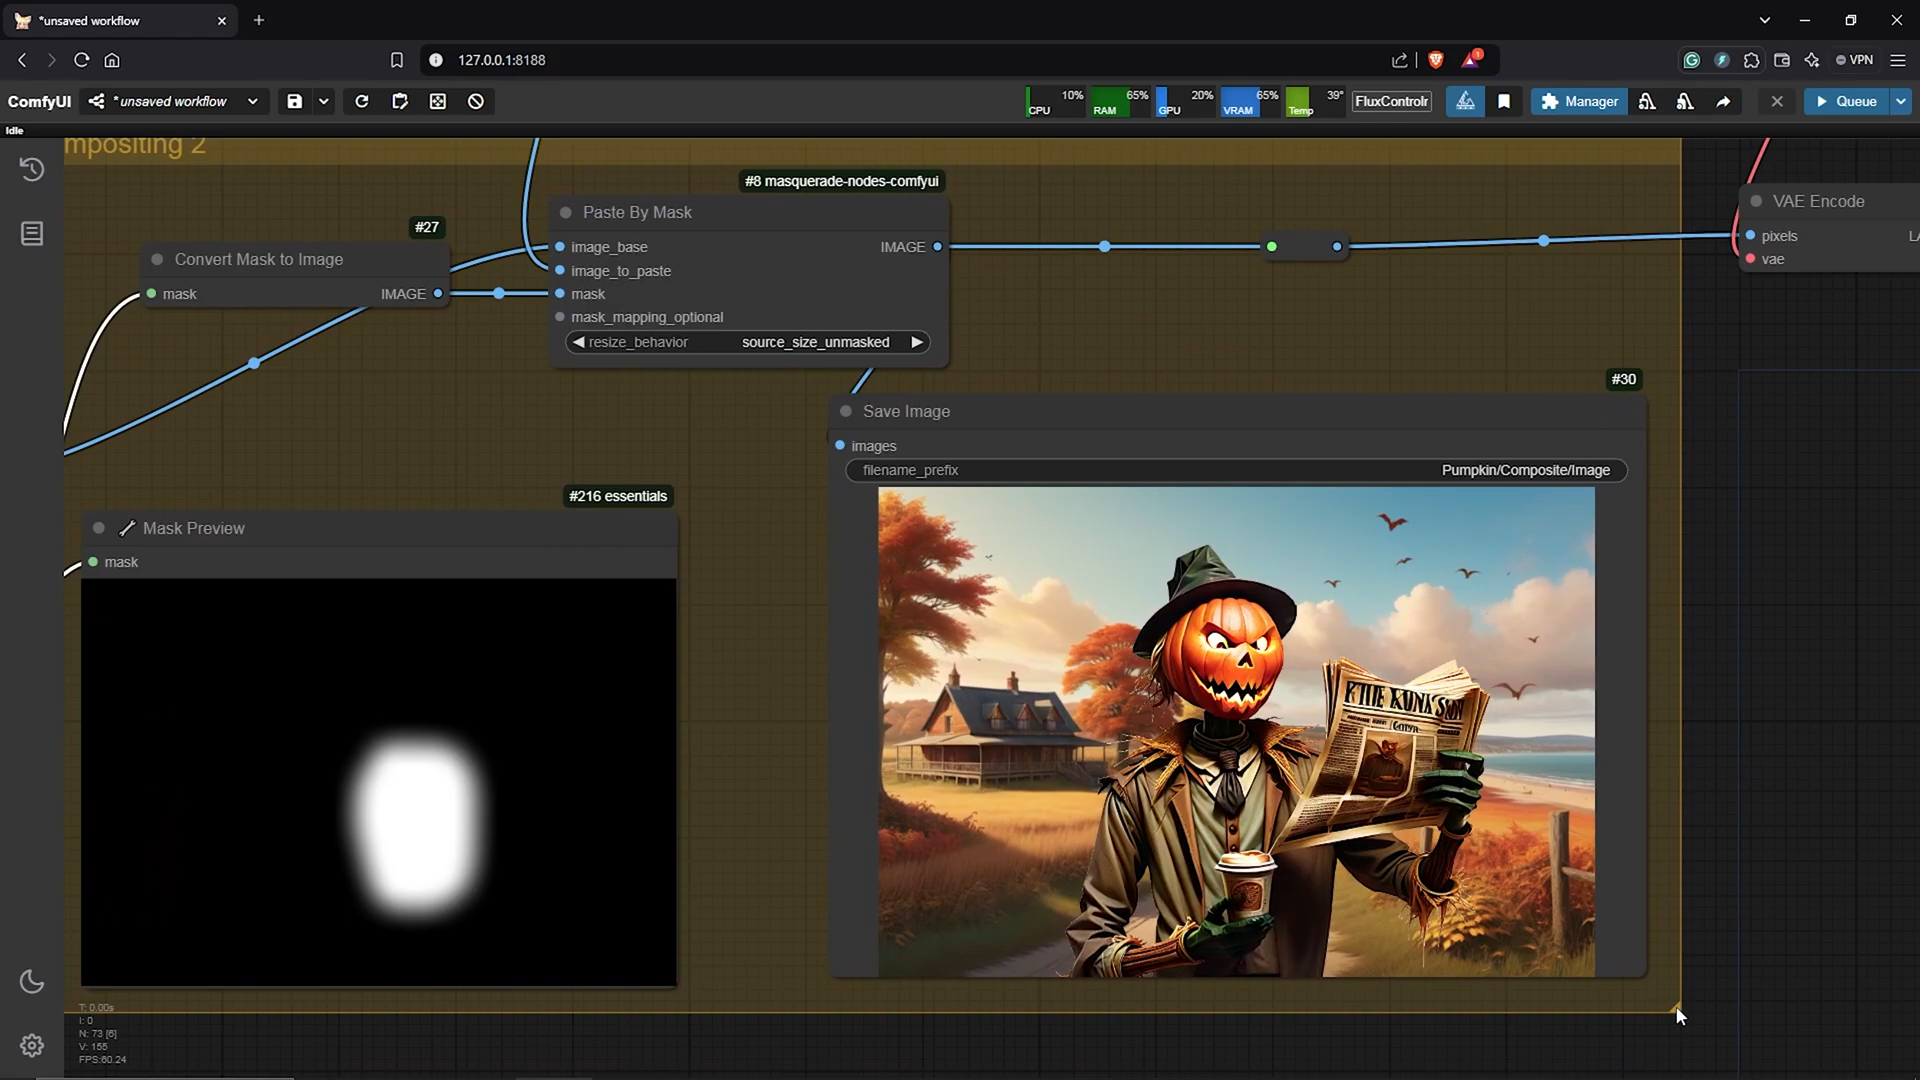 *unsaved workflow
127.0.0.1:8188
1
VPN
ComfyUI
*unsaved workflow
CPU 10%
RAM 65%
GPU 20%
VRAM 65%
Temp 39°
FluxControlr
Manager
Queue
Idle
mpositing 2
#8 masquerade-nodes-comfyui
Paste By Mask
image_base
IMAGE
image_to_paste
mask
mask_mapping_optional
resize_behavior
source_size_unmasked
#27
Convert Mask to Image
mask
IMAGE
VAE Encode
pixels
LA
vae
#30
Save Image
images
filename_prefix
Pumpkin/Composite/Image
#216 essentials
Mask Preview
mask
T: 0.00s
I: 0
N: 73 [6]
V: 155
FPS:60.24